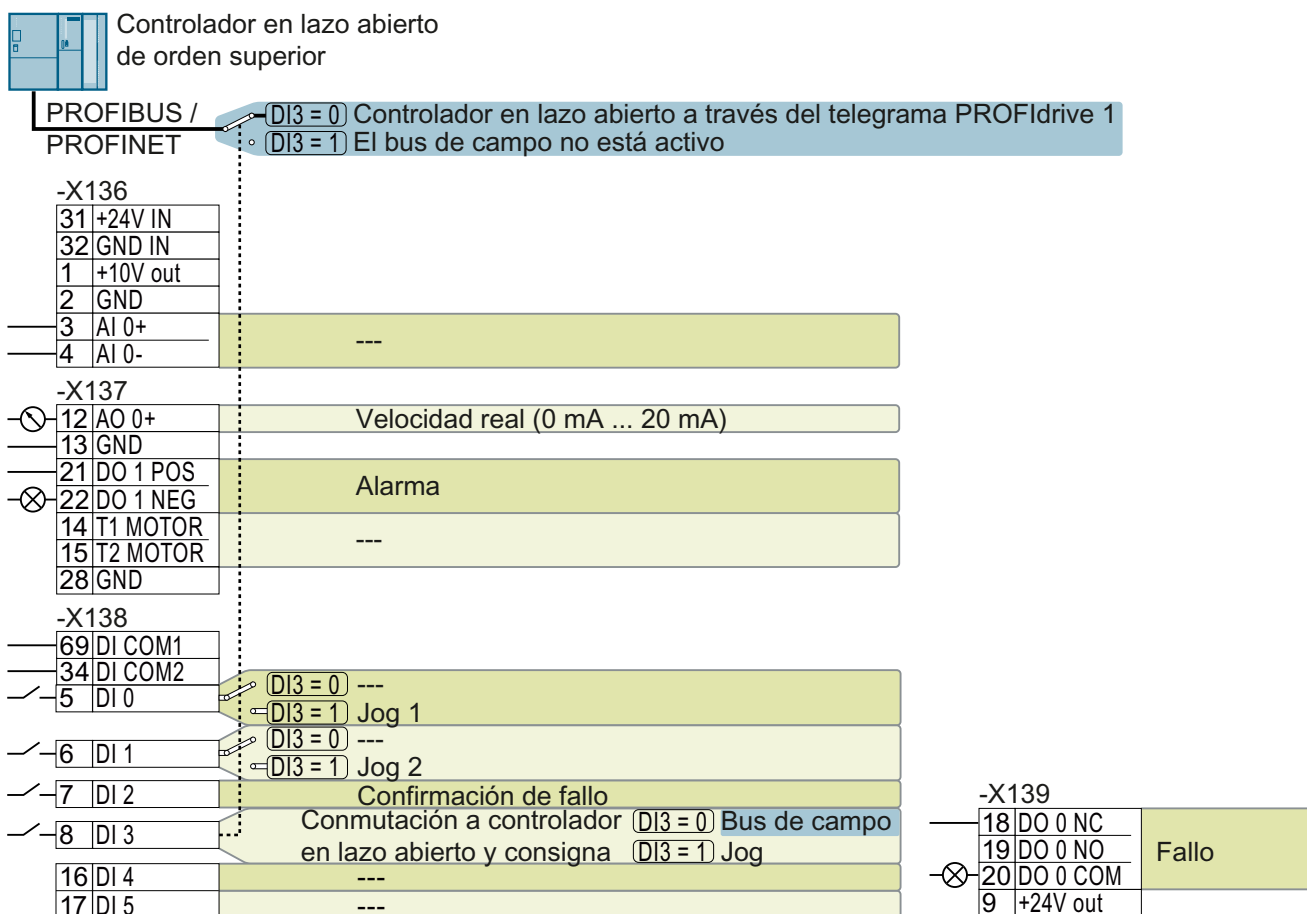 Controlador en lazo abierto
de orden superior
PROFIBUS /
PROFINET
DI3 = 0 Controlador en lazo abierto a través del telegrama PROFIdrive 1
DI3 = 1 El bus de campo no está activo
-X136
31 +24V IN
32 GND IN
1 +10V out
2 GND
3 AI 0+
4 AI 0-
---
-X137
12 AO 0+ Velocidad real (0 mA ... 20 mA)
13 GND
21 DO 1 POS
22 DO 1 NEG
Alarma
14 T1 MOTOR
15 T2 MOTOR
---
28 GND
-X138
69 DI COM1
34 DI COM2
5 DI 0
DI3 = 0 ---
DI3 = 1 Jog 1
6 DI 1
DI3 = 0 ---
DI3 = 1 Jog 2
7 DI 2 Confirmación de fallo
8 DI 3
Conmutación a controlador DI3 = 0 Bus de campo
en lazo abierto y consigna DI3 = 1 Jog
16 DI 4 ---
17 DI 5 ---
-X139
18 DO 0 NC
19 DO 0 NO
20 DO 0 COM
Fallo
9 +24V out